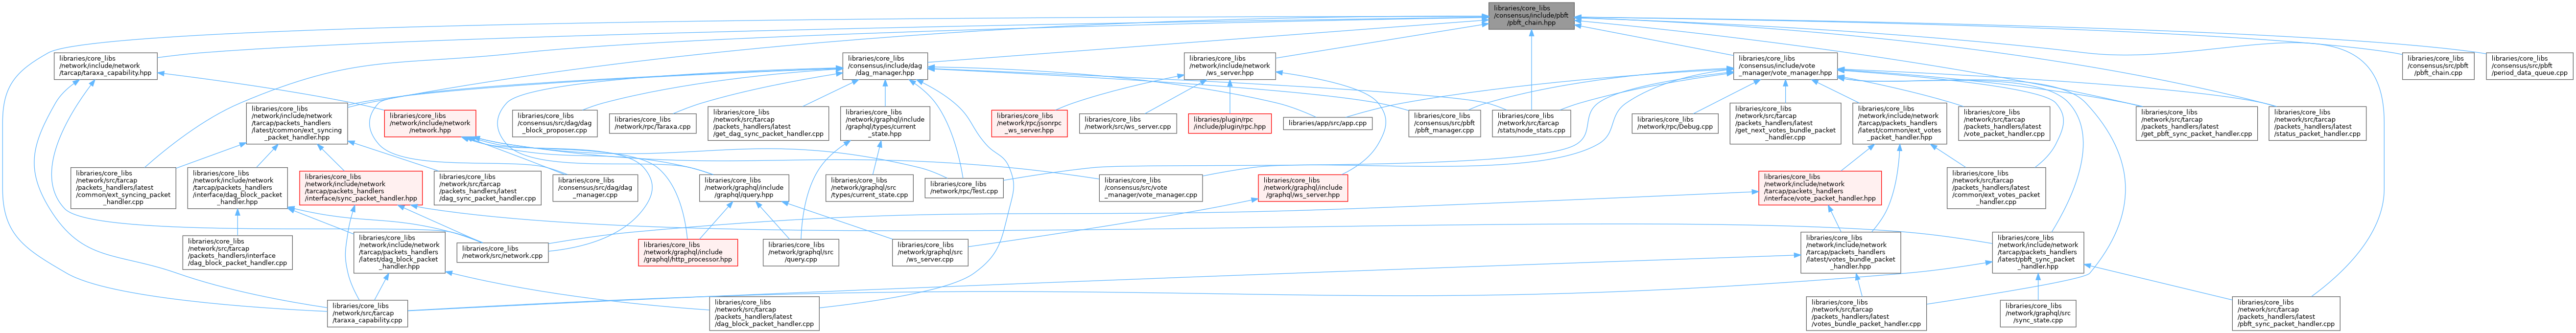 libraries/core_libs
/consensus/include/pbft
/pbft_chain.hpp
libraries/core_libs
/network/include/network
/tarcap/taraxa_capability.hpp
libraries/core_libs
/consensus/include/dag
/dag_manager.hpp
libraries/core_libs
/network/include/network
/ws_server.hpp
libraries/core_libs
/consensus/include/vote
_manager/vote_manager.hpp
libraries/core_libs
/consensus/src/pbft
/pbft_chain.cpp
libraries/core_libs
/consensus/src/pbft
/period_data_queue.cpp
libraries/core_libs
/network/include/network
/tarcap/packets_handlers
/latest/common/ext_syncing
_packet_handler.hpp
libraries/core_libs
/network/include/network
/network.hpp
libraries/core_libs
/consensus/src/dag/dag
_block_proposer.cpp
libraries/core_libs
/network/rpc/Taraxa.cpp
libraries/core_libs
/network/src/tarcap
/packets_handlers/latest
/get_dag_sync_packet_handler.cpp
libraries/core_libs
/network/graphql/include
/graphql/types/current
_state.hpp
libraries/core_libs
/network/rpc/jsonrpc
_ws_server.hpp
libraries/core_libs
/network/src/ws_server.cpp
libraries/plugin/rpc
/include/plugin/rpc.hpp
libraries/app/src/app.cpp
libraries/core_libs
/consensus/src/pbft
/pbft_manager.cpp
libraries/core_libs
/network/src/tarcap
/stats/node_stats.cpp
libraries/core_libs
/network/rpc/Debug.cpp
libraries/core_libs
/network/src/tarcap
/packets_handlers/latest
/get_next_votes_bundle_packet
_handler.cpp
libraries/core_libs
/network/include/network
/tarcap/packets_handlers
/latest/common/ext_votes
_packet_handler.hpp
libraries/core_libs
/network/src/tarcap
/packets_handlers/latest
/vote_packet_handler.cpp
libraries/core_libs
/network/src/tarcap
/packets_handlers/latest
/get_pbft_sync_packet_handler.cpp
libraries/core_libs
/network/src/tarcap
/packets_handlers/latest
/status_packet_handler.cpp
libraries/core_libs
/network/src/tarcap
/packets_handlers/latest
/common/ext_syncing_packet
_handler.cpp
libraries/core_libs
/network/include/network
/tarcap/packets_handlers
/interface/dag_block_packet
_handler.hpp
libraries/core_libs
/network/include/network
/tarcap/packets_handlers
/interface/sync_packet_handler.hpp
libraries/core_libs
/network/src/tarcap
/packets_handlers/latest
/dag_sync_packet_handler.cpp
libraries/core_libs
/consensus/src/dag/dag
_manager.cpp
libraries/core_libs
/network/graphql/include
/graphql/query.hpp
libraries/core_libs
/network/graphql/src
/types/current_state.cpp
libraries/core_libs
/network/rpc/Test.cpp
libraries/core_libs
/consensus/src/vote
_manager/vote_manager.cpp
libraries/core_libs
/network/graphql/include
/graphql/ws_server.hpp
libraries/core_libs
/network/include/network
/tarcap/packets_handlers
/interface/vote_packet_handler.hpp
libraries/core_libs
/network/src/tarcap
/packets_handlers/latest
/common/ext_votes_packet
_handler.cpp
libraries/core_libs
/network/src/tarcap
/packets_handlers/interface
/dag_block_packet_handler.cpp
libraries/core_libs
/network/include/network
/tarcap/packets_handlers
/latest/dag_block_packet
_handler.hpp
libraries/core_libs
/network/src/network.cpp
libraries/core_libs
/network/graphql/include
/graphql/http_processor.hpp
libraries/core_libs
/network/graphql/src
/query.cpp
libraries/core_libs
/network/graphql/src
/ws_server.cpp
libraries/core_libs
/network/include/network
/tarcap/packets_handlers
/latest/votes_bundle_packet
_handler.hpp
libraries/core_libs
/network/include/network
/tarcap/packets_handlers
/latest/pbft_sync_packet
_handler.hpp
libraries/core_libs
/network/src/tarcap
/taraxa_capability.cpp
libraries/core_libs
/network/src/tarcap
/packets_handlers/latest
/dag_block_packet_handler.cpp
libraries/core_libs
/network/src/tarcap
/packets_handlers/latest
/votes_bundle_packet_handler.cpp
libraries/core_libs
/network/graphql/src
/sync_state.cpp
libraries/core_libs
/network/src/tarcap
/packets_handlers/latest
/pbft_sync_packet_handler.cpp